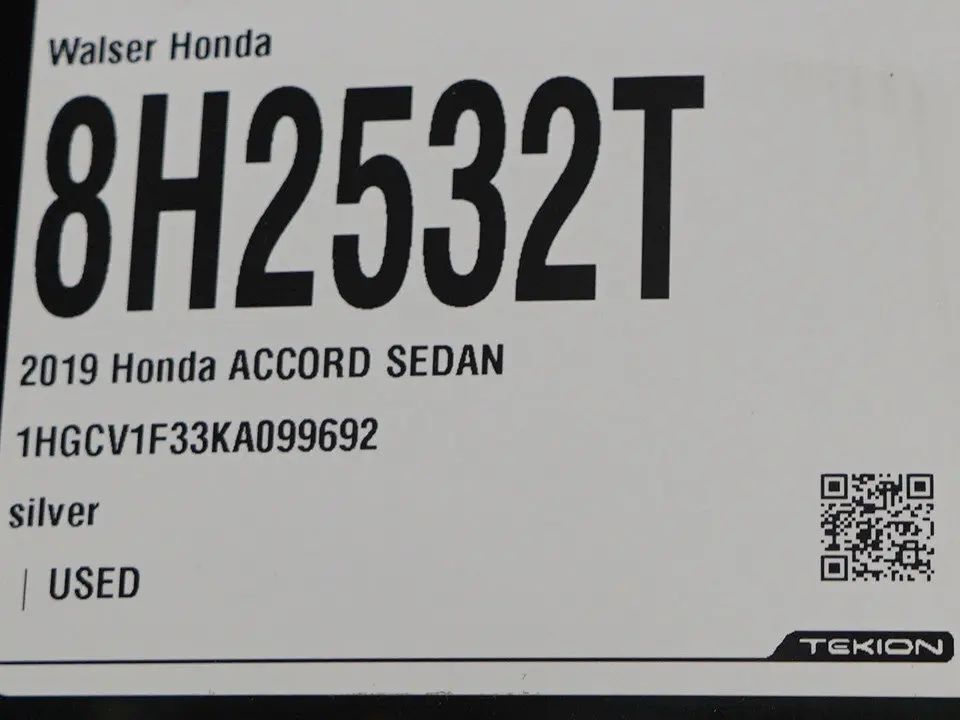 Walser Honda
8H2532T
2019 Honda ACCORD SEDAN
1HGCV1F33KA099692
silver
| USED
TEKION